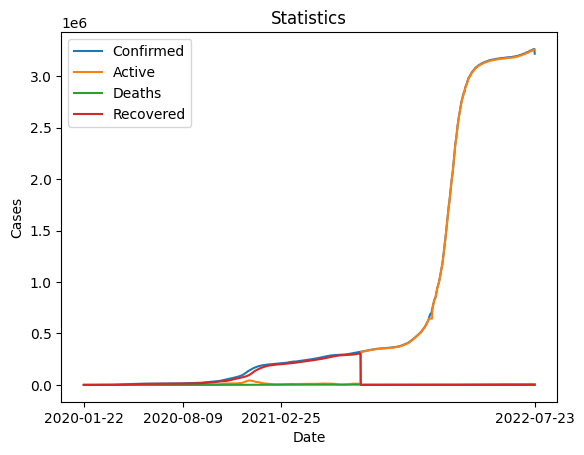 Statistics
1e6
Confirmed
Active
Deaths
Recovered
3.0
2.5
2.0
1.5
1.0
0.5
0.0
Cases
2020-01-22 2020-08-09 2021-02-25 2022-07-23
Date